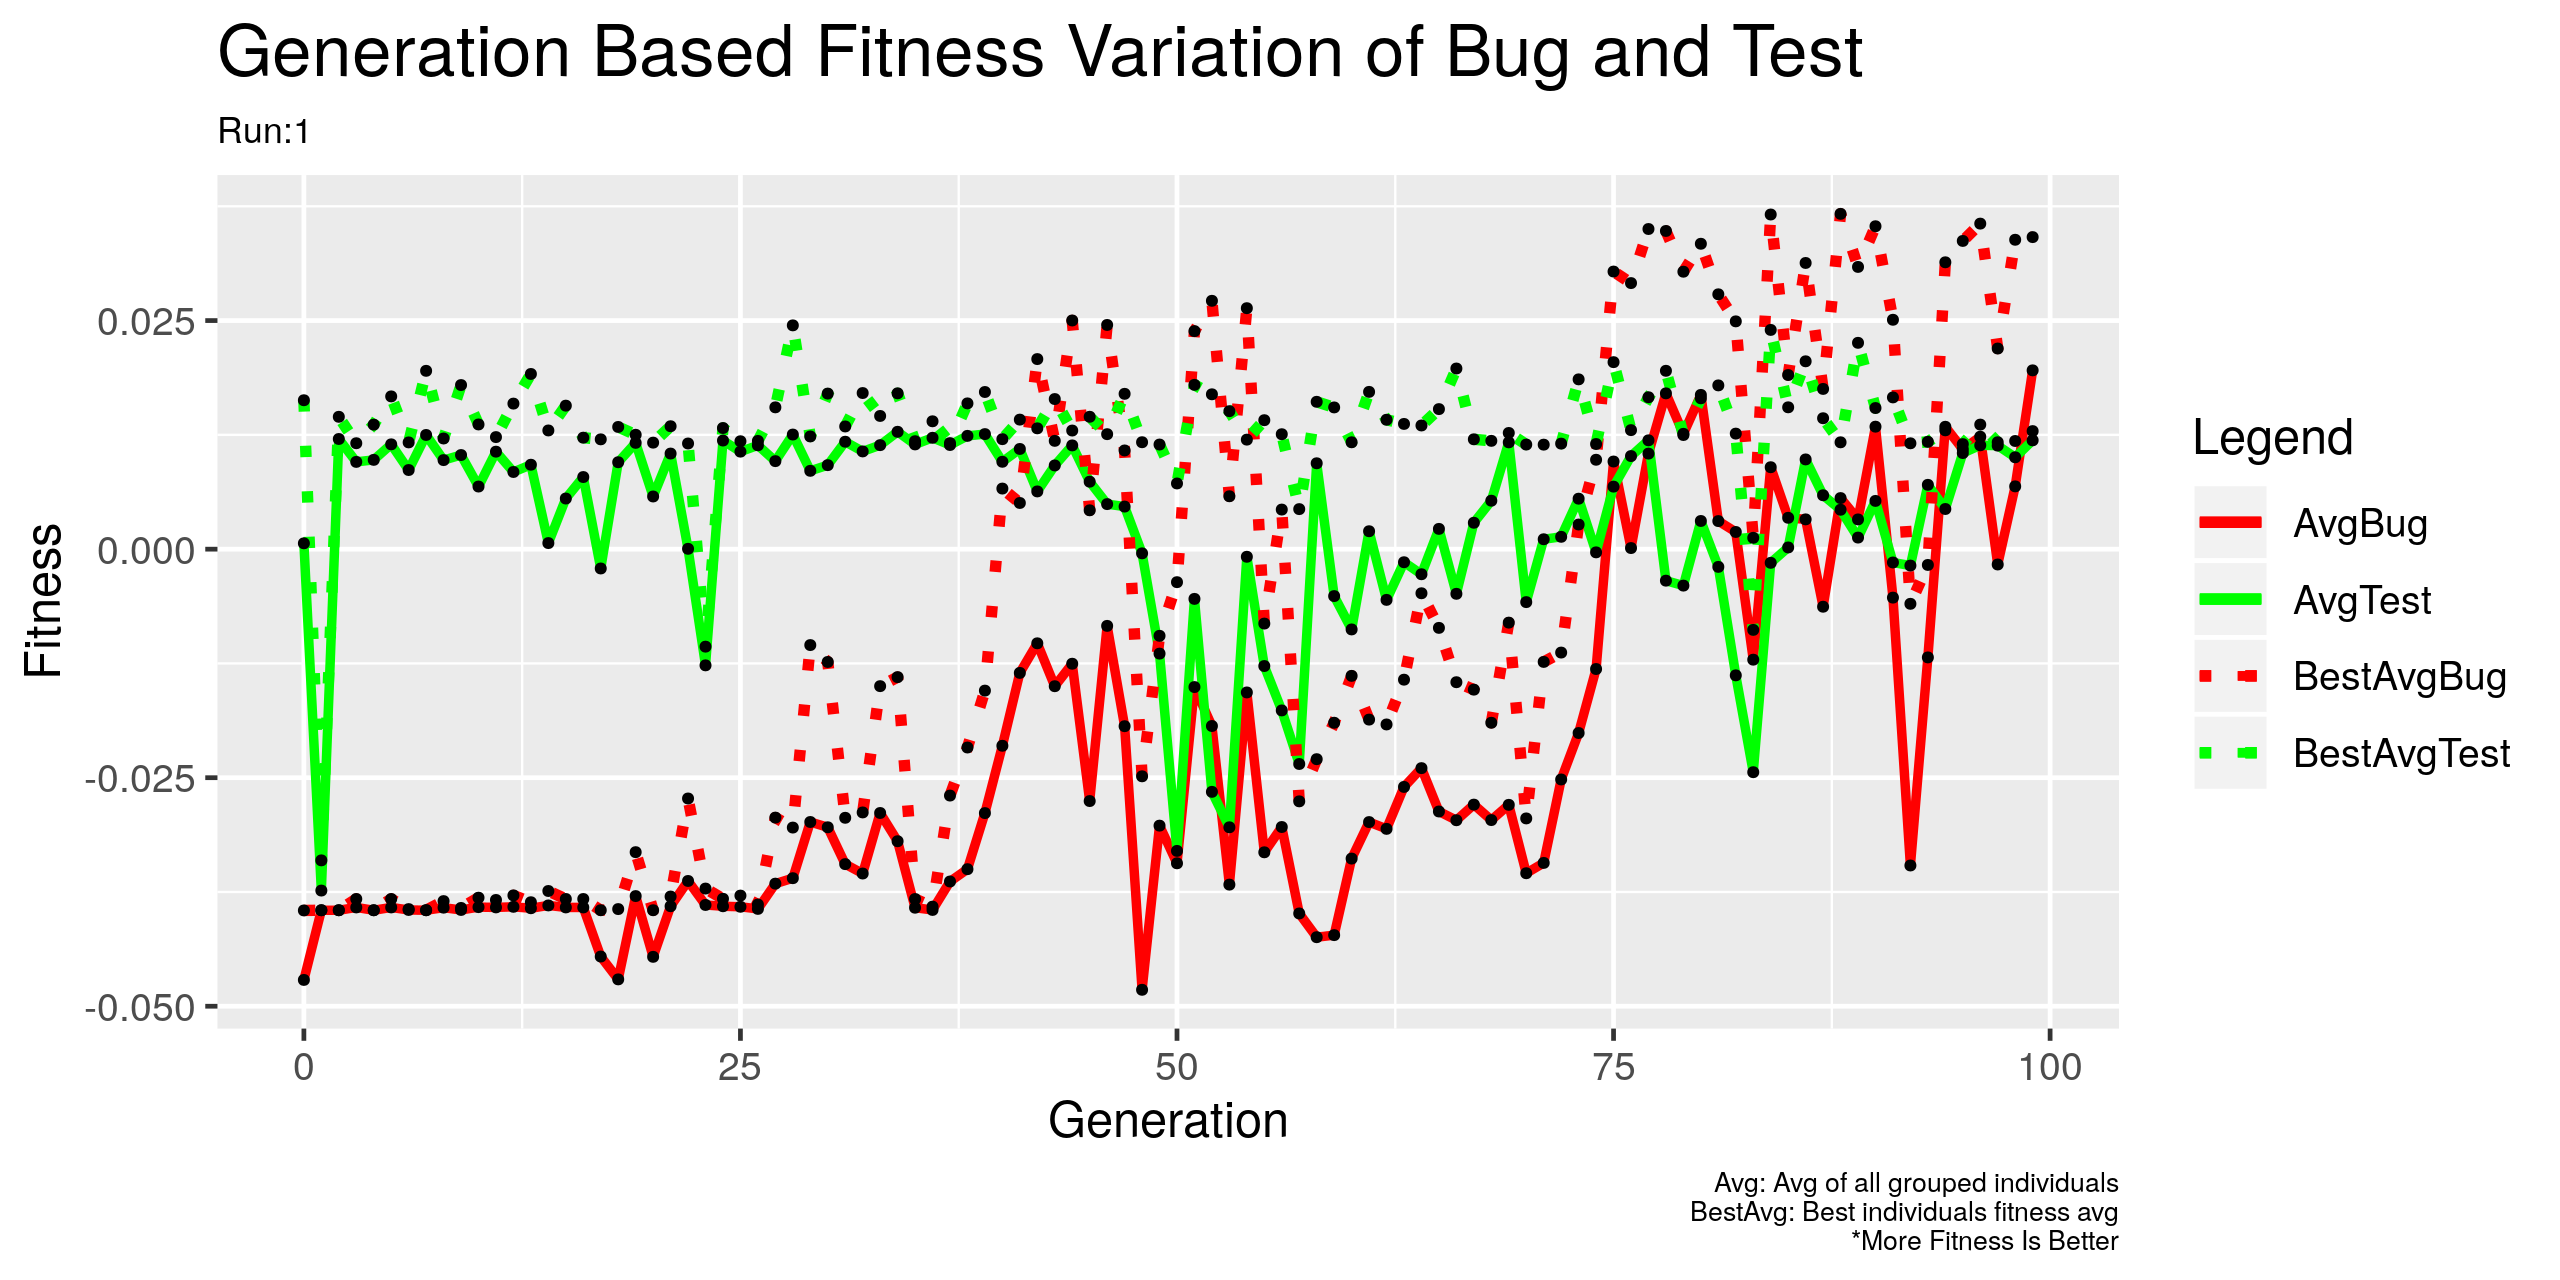 Generation Based Fitness Variation of Bug and Test
Run:1
Fitness
0.025
0.000
-0.025
-0.050
0
25
50
75
100
Generation
Legend
AvgBug
AvgTest
BestAvgBug
BestAvgTest
Avg: Avg of all grouped individuals
BestAvg: Best individuals fitness avg
*More Fitness Is Better